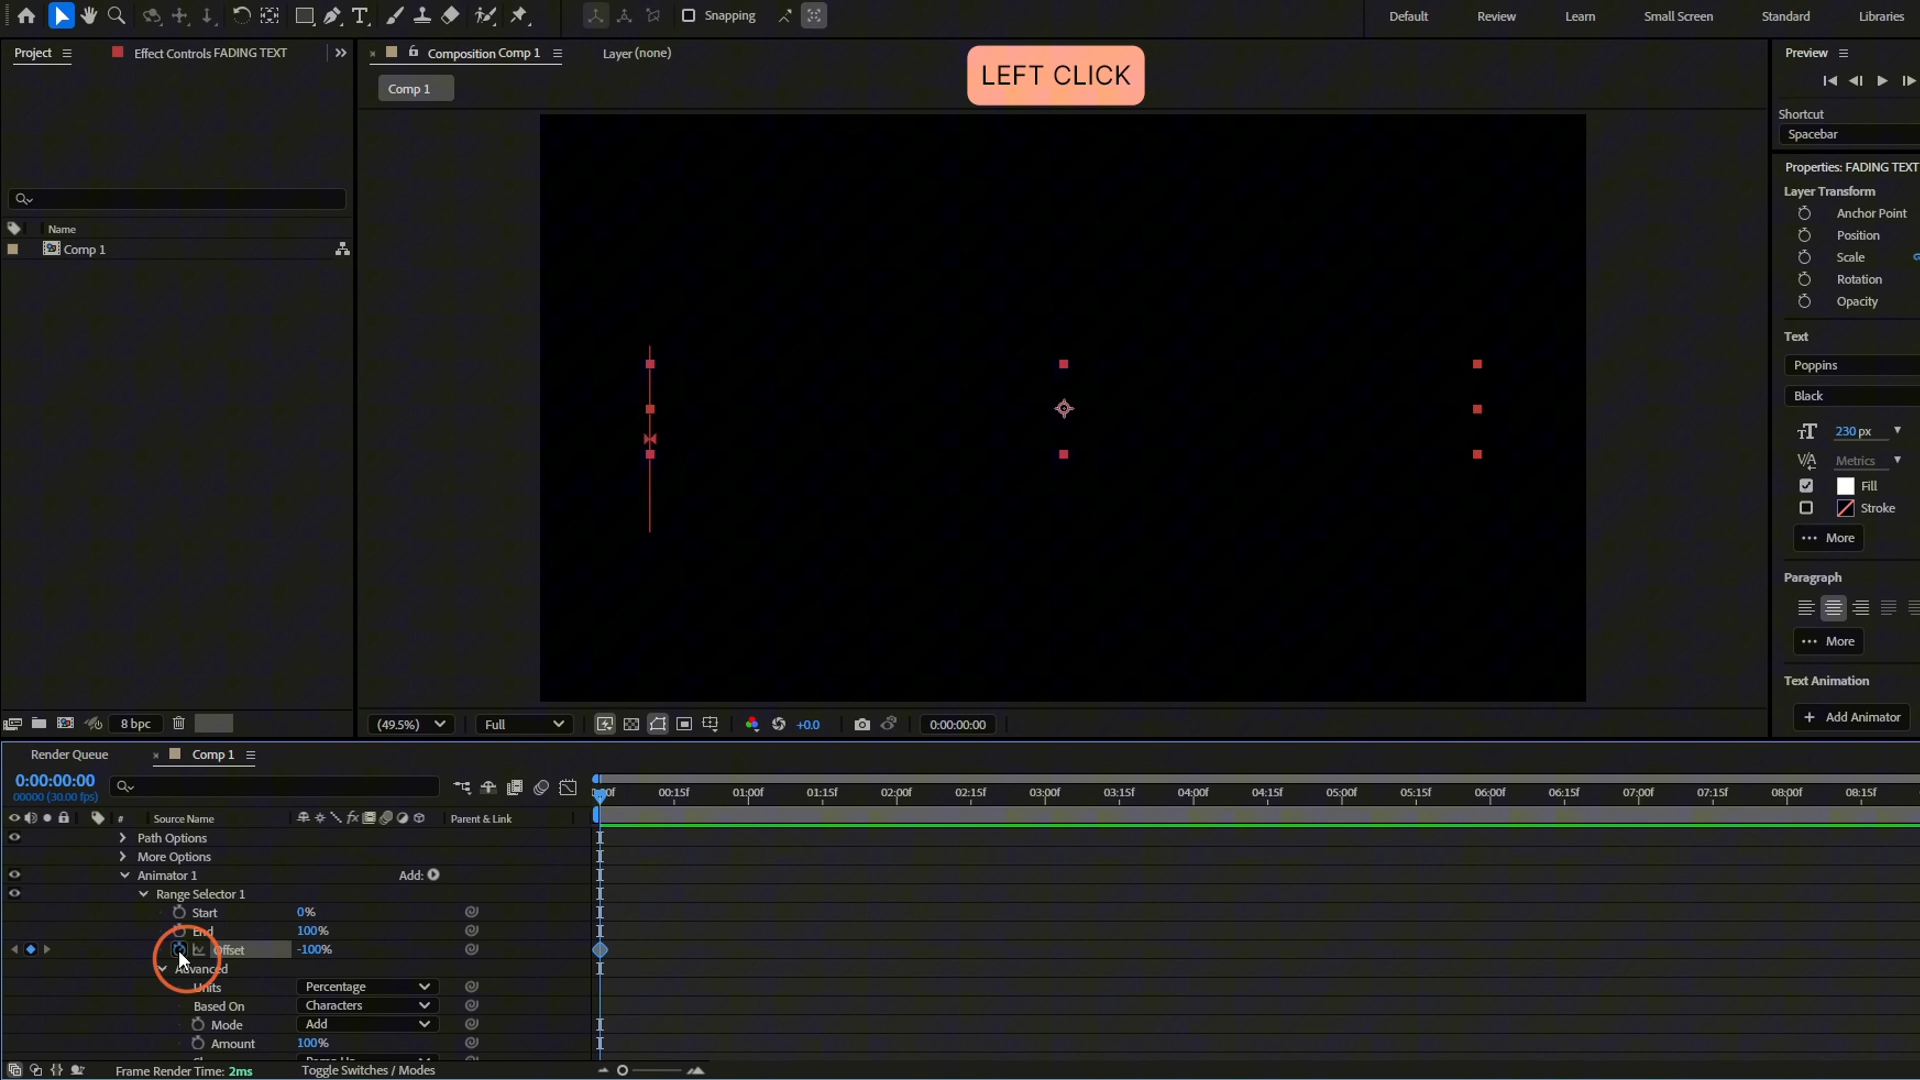 Snapping
Default
Review
Learn
Small Screen
Standard
Libraries
Project
Effect Controls FADING TEXT
Composition Comp 1
Layer (none)
LEFT CLICK
Preview
Comp 1
Shortcut
Spacebar
Properties: FADING TEXT
Layer Transform
Anchor Point
Position
Scale
Rotation
Opacity
Name
Comp 1
Text
Poppins
Black
230 px
Metrics
Fill
Stroke
More
Paragraph
More
Text Animation
Add Animator
8 bpc
(49.5%)
Full
+0.0
0:00:00:00
Render Queue
Comp 1
0:00:00:00
00000 (30.00 fps)
00:15f 01:00f 01:15f 02:00f 02:15f 03:00f 03:15f 04:00f 04:15f 05:00f 05:15f 06:00f 06:15f 07:00f 07:15f 08:00f 08:15f
# Source Name Parent & Link
Path Options
More Options
Animator 1 Add:
Range Selector 1
Start 0%
End 100%
Offset -100%
Advanced
Units Percentage
Based On Characters
Mode Add
Amount 100%
Frame Render Time: 2ms
Toggle Switches / Modes